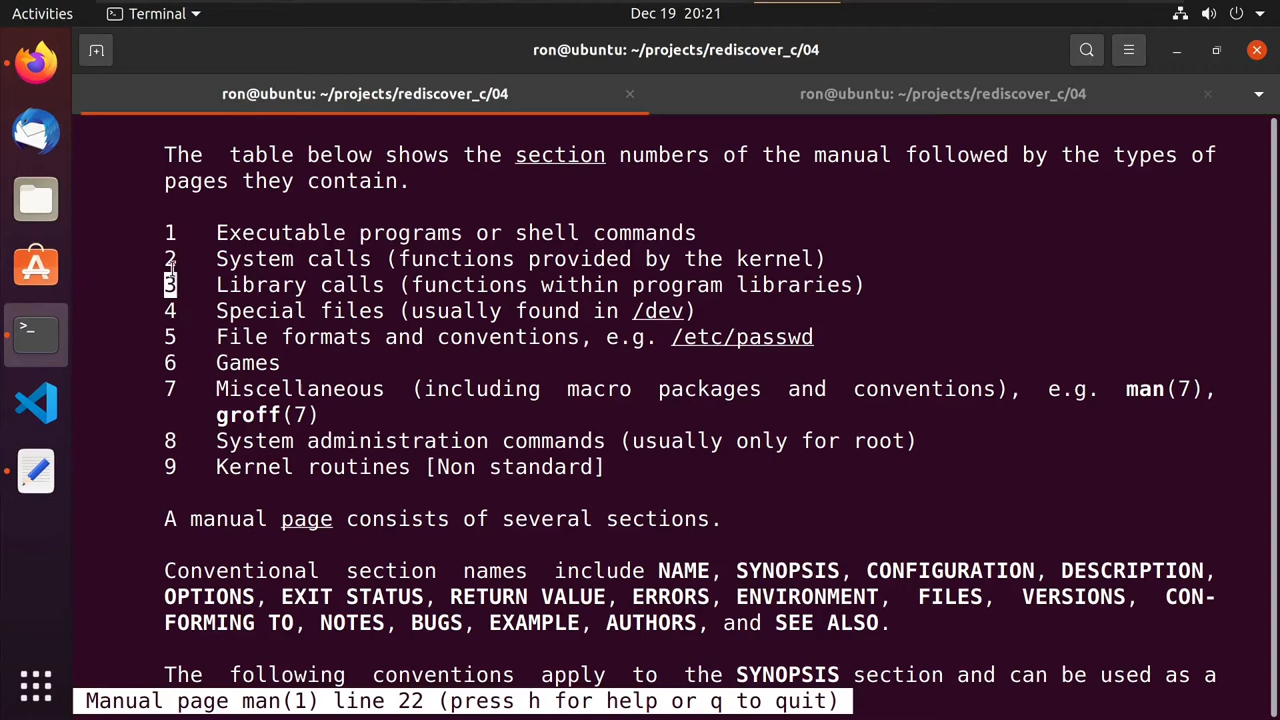 Activities
Terminal
Dec 19 20:21
ron@ubuntu: ~/projects/rediscover_c/04
ron@ubuntu: ~/projects/rediscover_c/04
ron@ubuntu: ~/projects/rediscover_c/04
The table below shows the section numbers of the manual followed by the types of
pages they contain.
1 Executable programs or shell commands
2 System calls (functions provided by the kernel)
3 Library calls (functions within program libraries)
4 Special files (usually found in /dev)
5 File formats and conventions, e.g. /etc/passwd
6 Games
7 Miscellaneous (including macro packages and conventions), e.g. man(7),
groff(7)
8 System administration commands (usually only for root)
9 Kernel routines [Non standard]
A manual page consists of several sections.
Conventional section names include NAME, SYNOPSIS, CONFIGURATION, DESCRIPTION,
OPTIONS, EXIT STATUS, RETURN VALUE, ERRORS, ENVIRONMENT, FILES, VERSIONS, CON-
FORMING TO, NOTES, BUGS, EXAMPLE, AUTHORS, and SEE ALSO.
The following conventions apply to the SYNOPSIS section and can be used as a
Manual page man(1) line 22 (press h for help or q to quit)